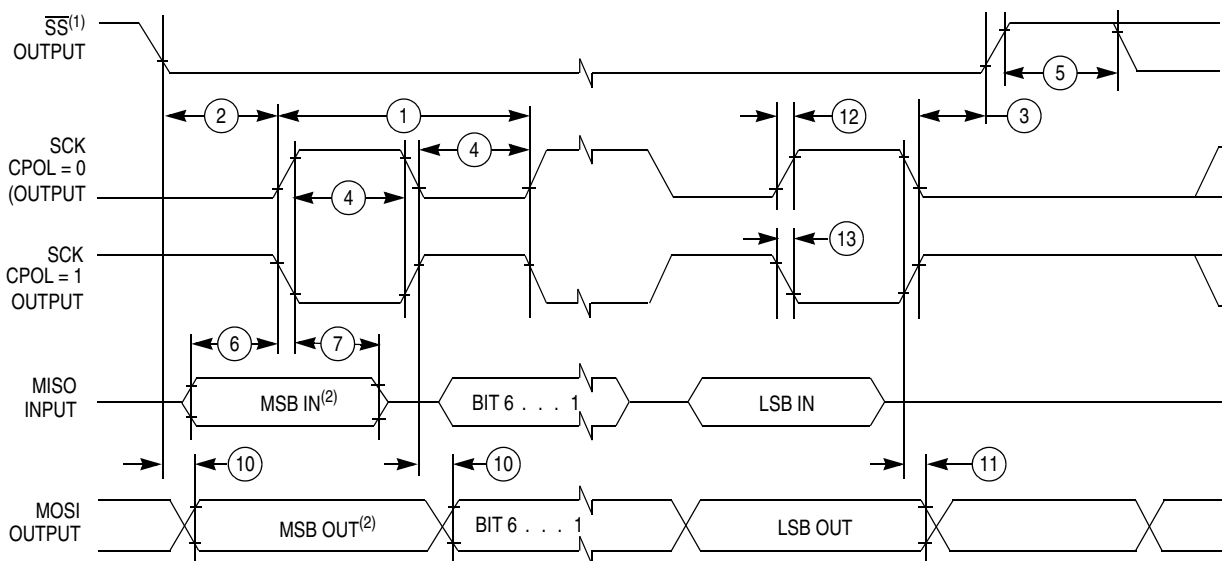 SS(1)
OUTPUT
5
2
1
12
3
SCK
CPOL = 0
(OUTPUT
4
4
SCK
CPOL = 1
OUTPUT
13
6
7
MISO
INPUT
MSB IN(2)
BIT 6 . . . 1
LSB IN
10
10
11
MOSI
OUTPUT
MSB OUT(2)
BIT 6 . . . 1
LSB OUT